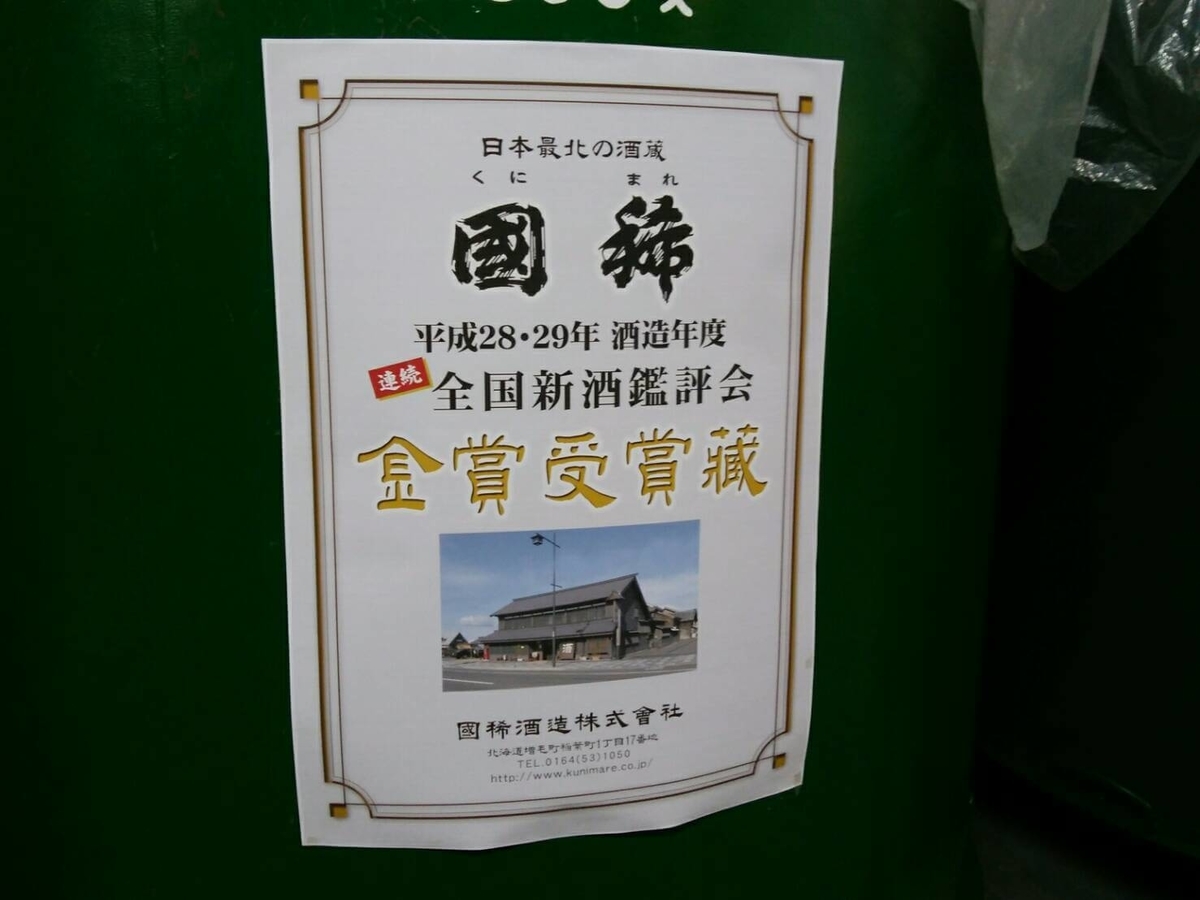 日本最北の酒蔵
くに まれ
國稀
平成28・29年 酒造年度
連続 全国新酒鑑評会
金賞受賞蔵
國稀酒造株式會社
北海道増毛町稲葉町1丁目17番地
TEL.0164(53)1050
http://www.kunimare.co.jp/